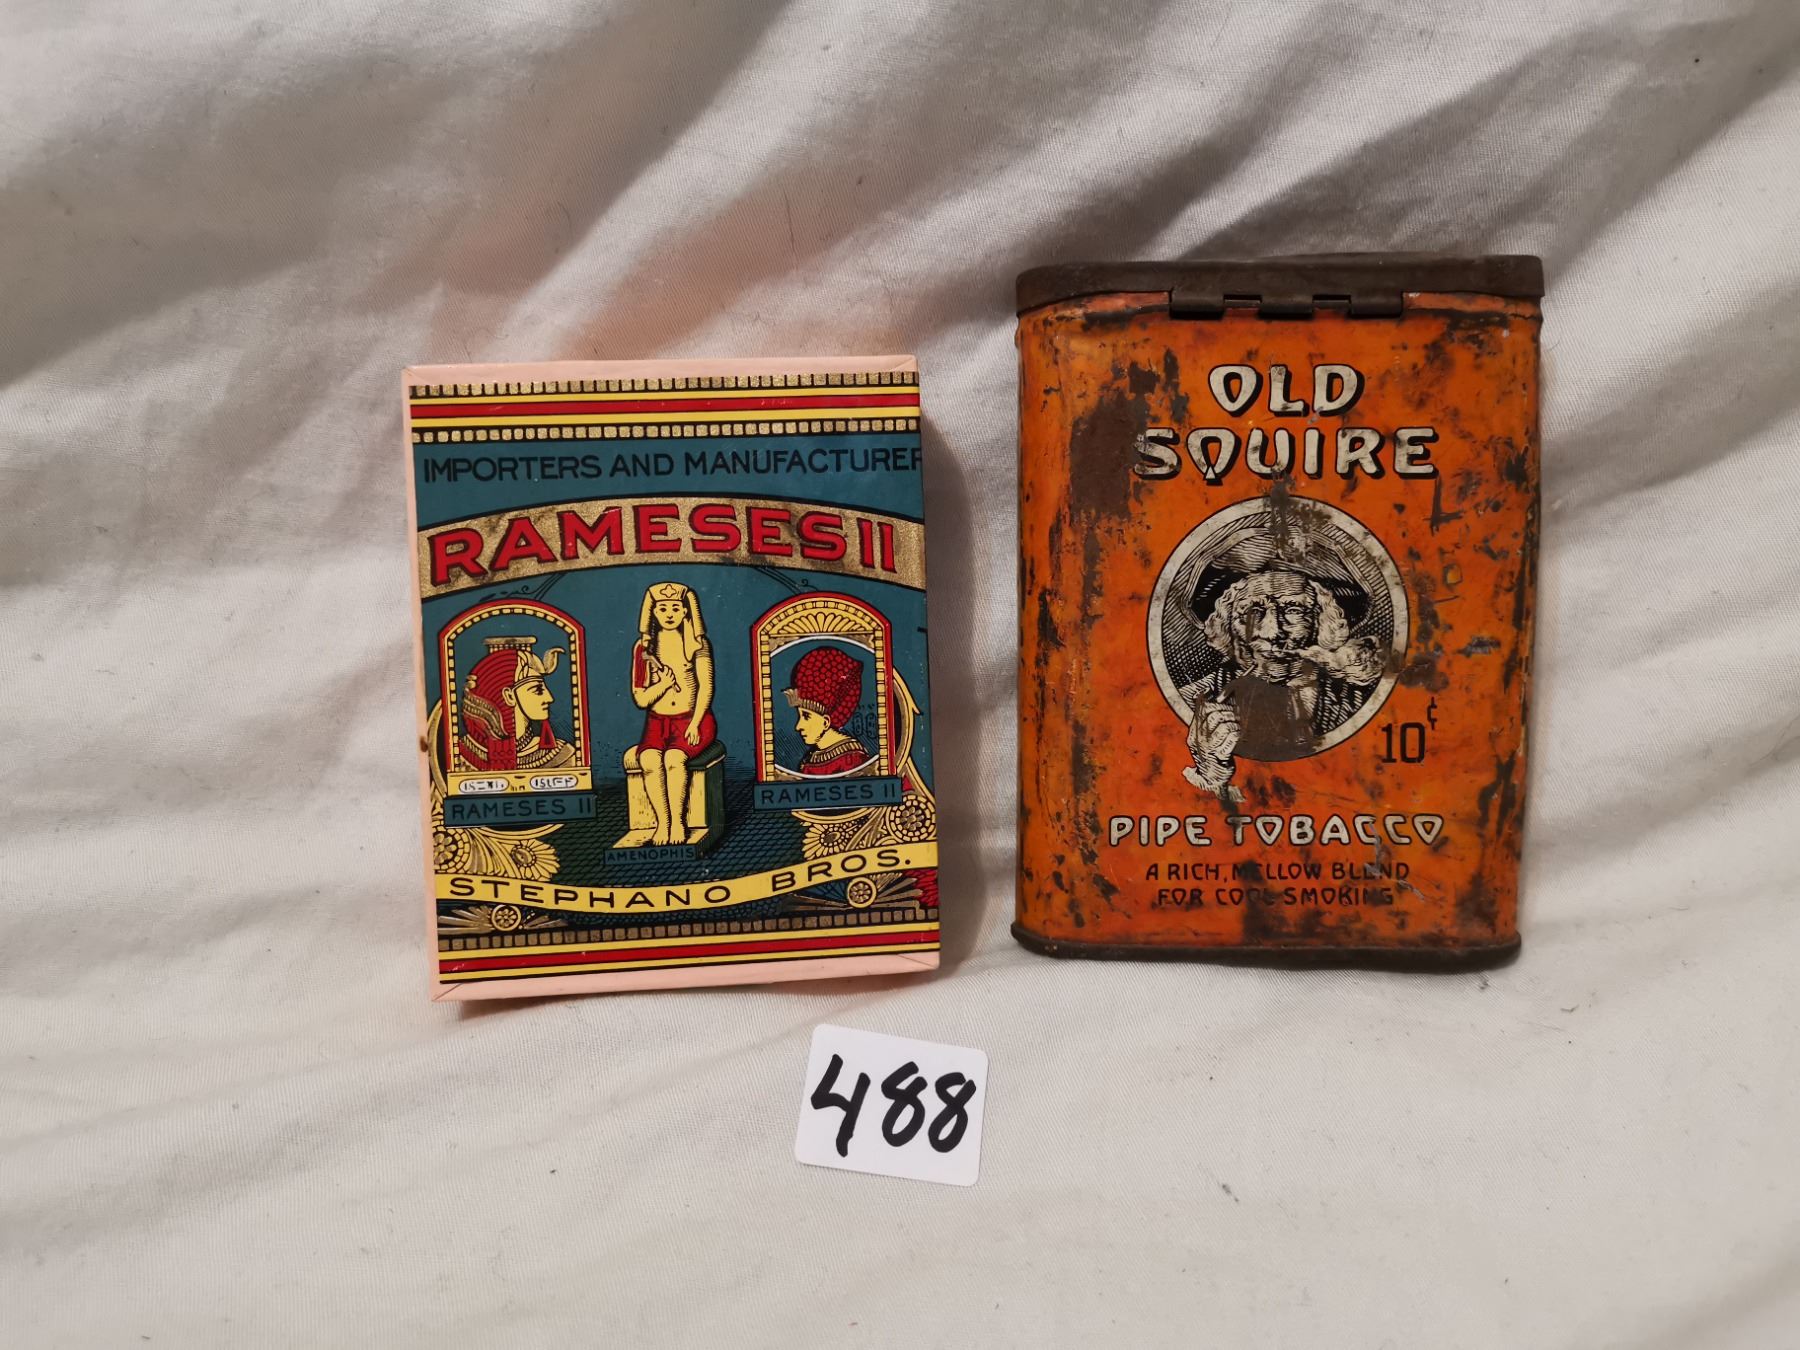 IMPORTERS AND MANUFACTURER
RAMESES II
RAMESES II
RAMESES II
AMENOPHIS
STEPHANO BROS.
OLD
SQUIRE
10¢
PIPE TOBACCO
A RICH, MELLOW BLEND
FOR COOL SMOKING
488